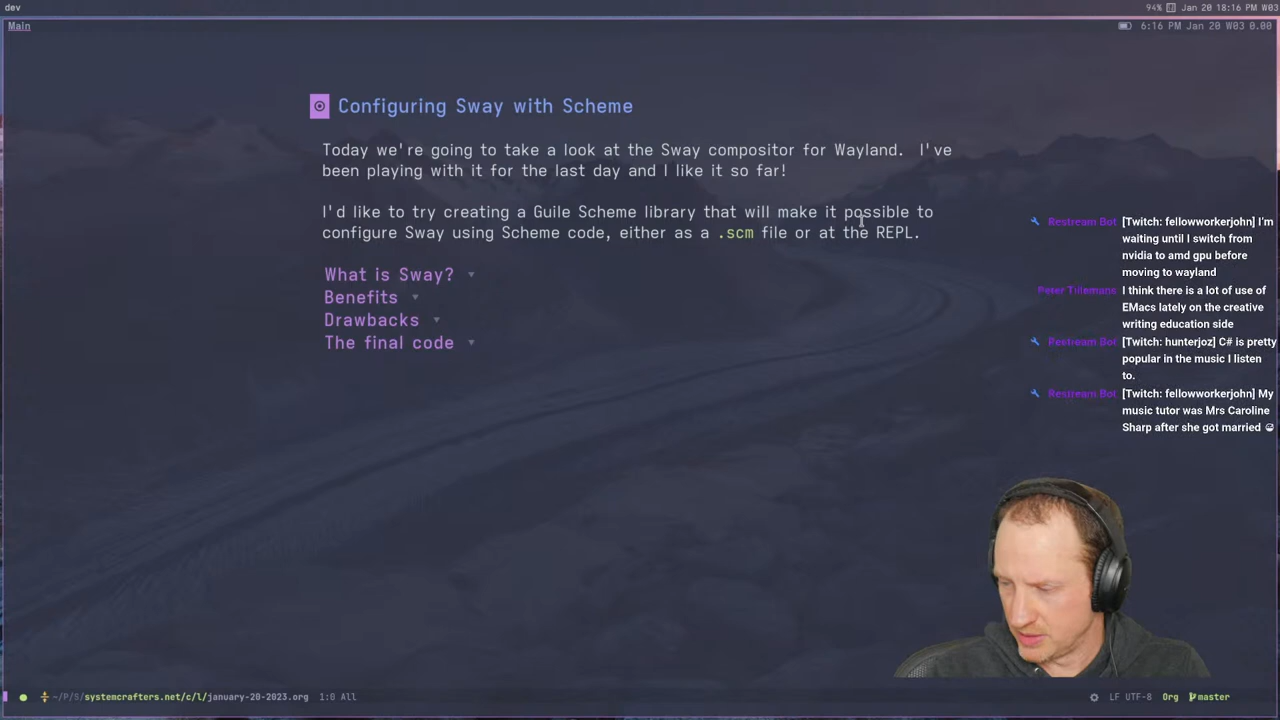 dev
94% Jan 20 18:16 PM W03
Main
6:16 PM Jan 20 W03 0.00
Configuring Sway with Scheme
Today we're going to take a look at the Sway compositor for Wayland. I've
been playing with it for the last day and I like it so far!
I'd like to try creating a Guile Scheme library that will make it possible to
configure Sway using Scheme code, either as a .scm file or at the REPL.
What is Sway?
Benefits
Drawbacks
The final code
Restream Bot [Twitch: fellowworkerjohn] I'm
waiting until I switch from
nvidia to amd gpu before
moving to wayland
Peter Tillemans I think there is a lot of use of
EMacs lately on the creative
writing education side
Restream Bot [Twitch: hunterjoz] C# is pretty
popular in the music I listen
to.
Restream Bot [Twitch: fellowworkerjohn] My
music tutor was Mrs Caroline
Sharp after she got married
~/P/S/systemcrafters.net/c/l/january-20-2023.org 1:0 All
LF UTF-8 Org master